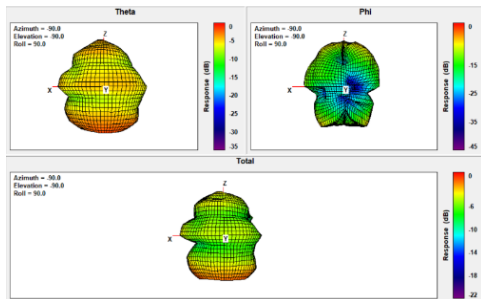 Theta
Azimuth = -90.0
Elevation = -90.0
Roll = 90.0
Z
X
Y
0
-5
-10
-15
-20
-25
-30
-35
Response (dB)
Phi
Azimuth = -90.0
Elevation = -90.0
Roll = 90.0
Z
X
Y
0
-5
-15
-25
-35
-45
Response (dB)
Total
Azimuth = -90.0
Elevation = -90.0
Roll = 90.0
Z
X
Y
0
-2
-6
-10
-14
-18
-22
Response (dB)